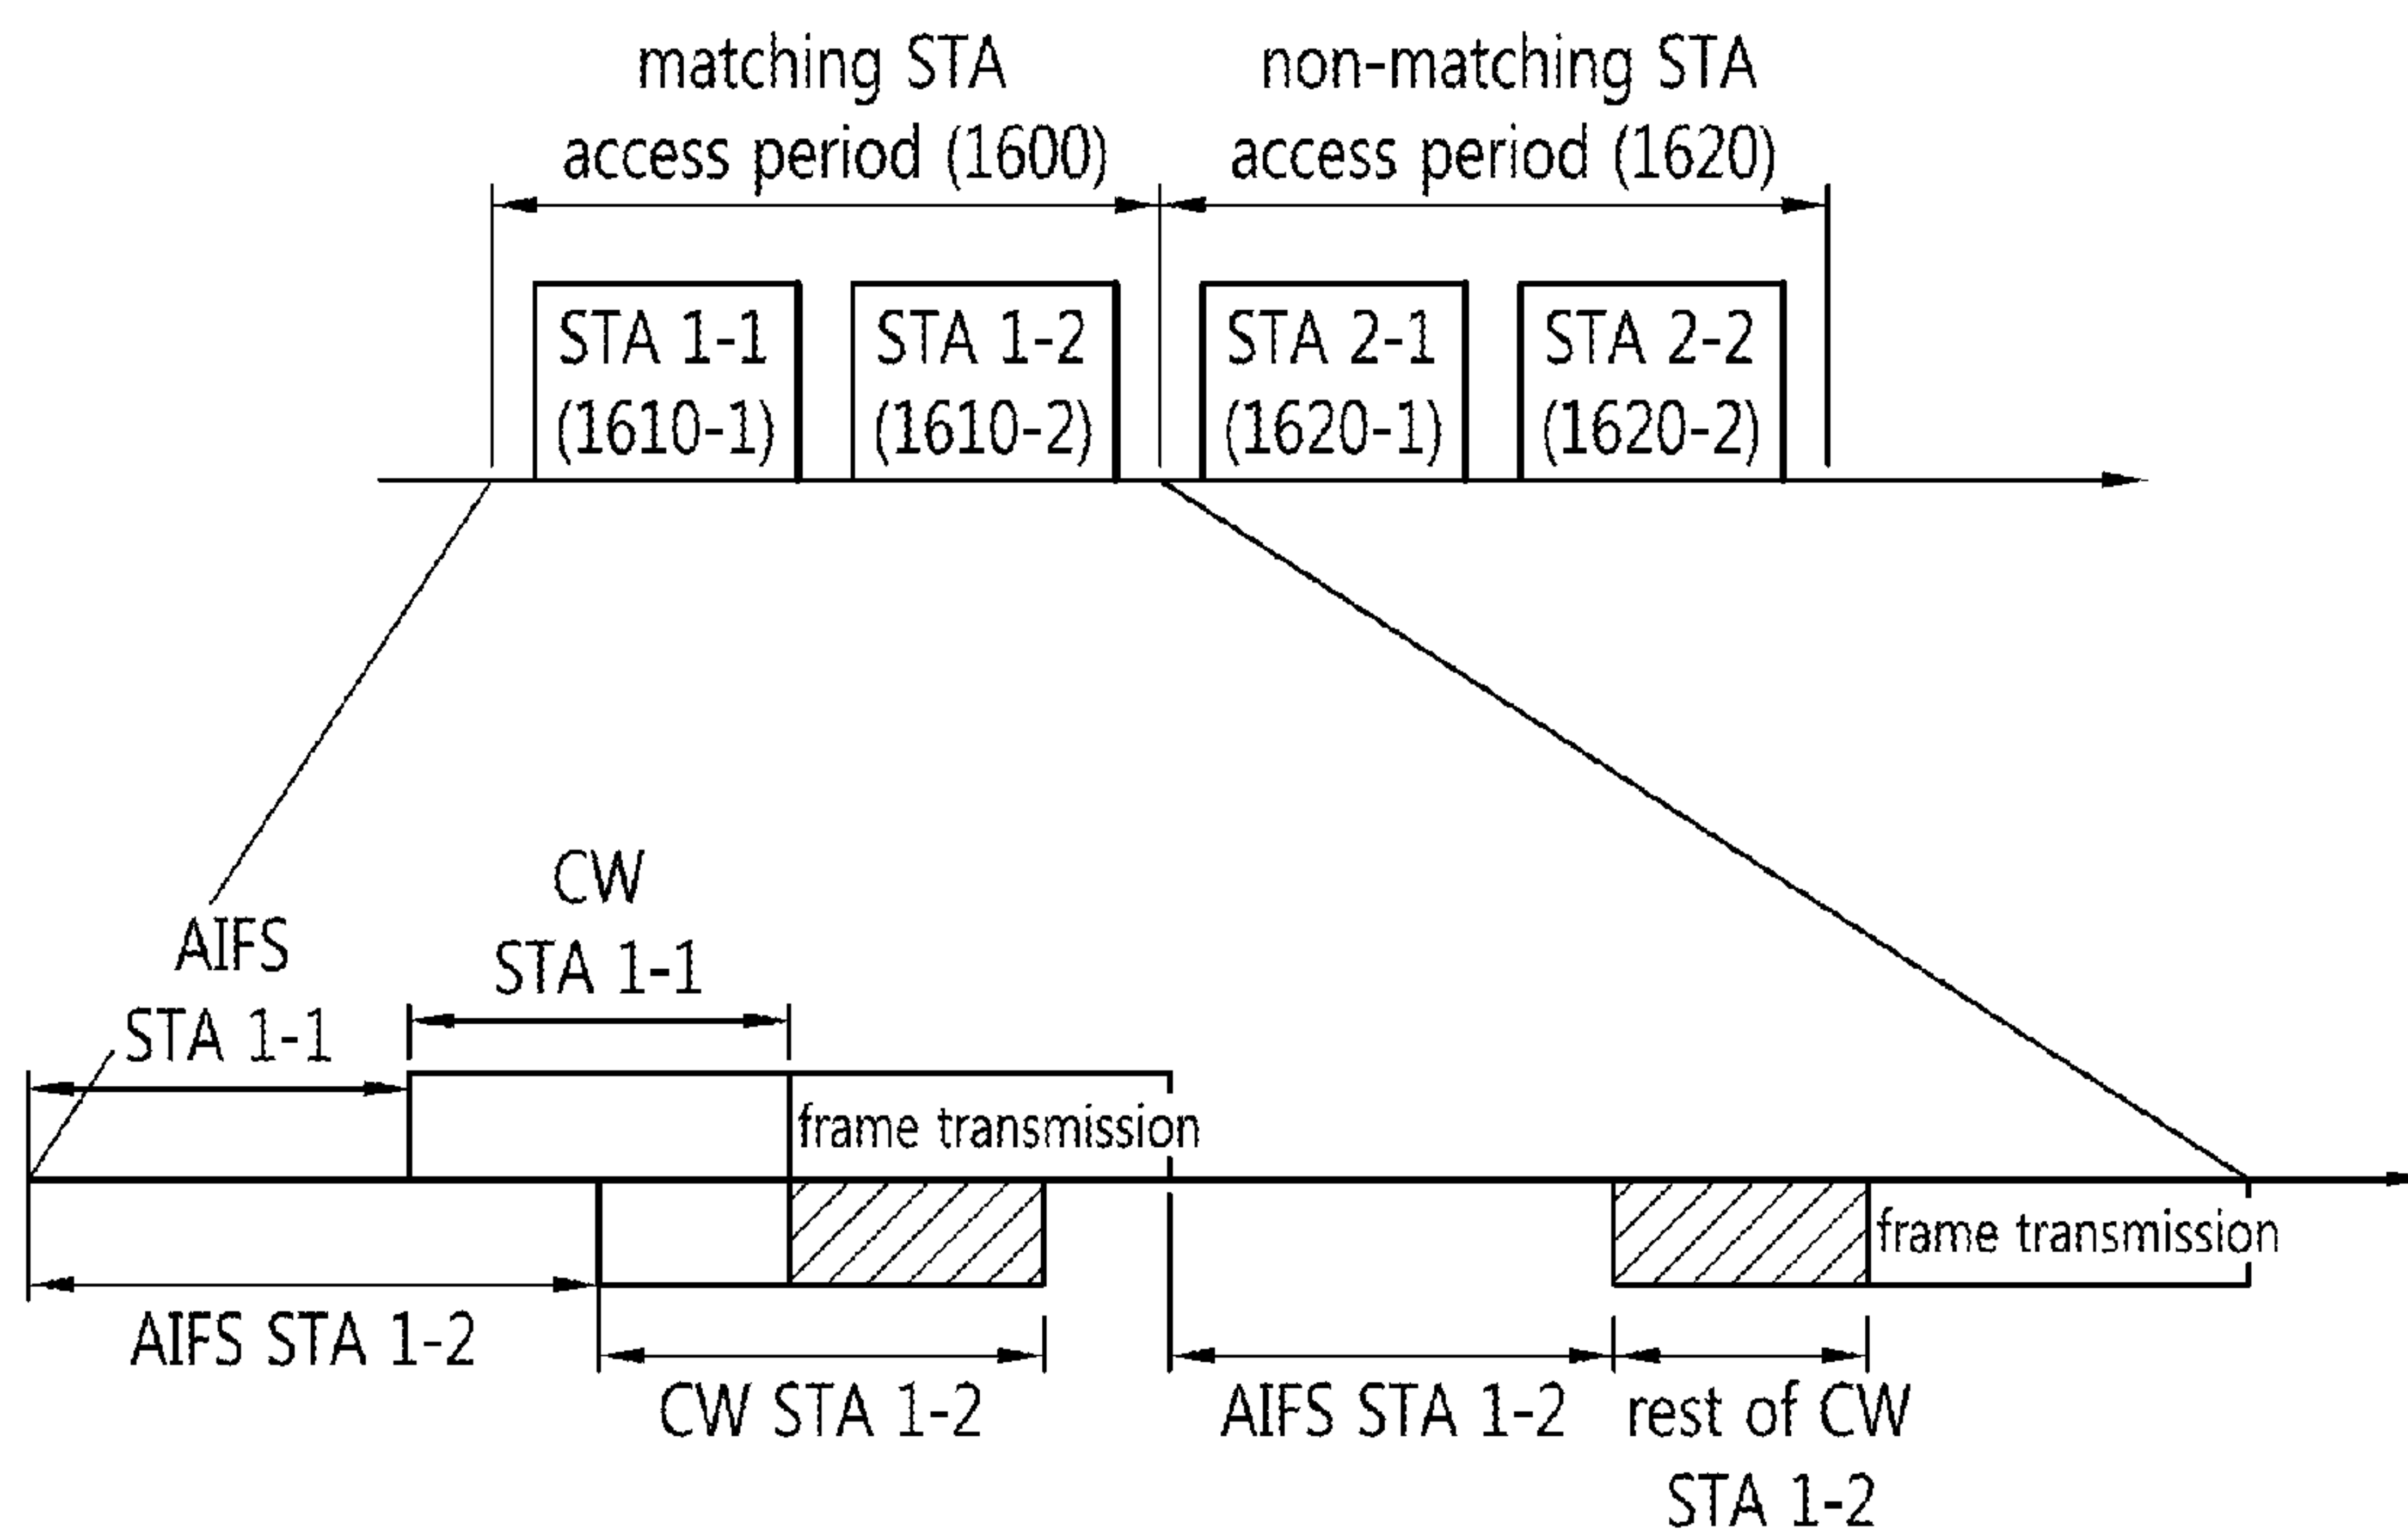 matching STA
access period (1600)
non-matching STA
access period (1620)
STA 1-1
(1610-1)
STA 1-2
(1610-2)
STA 2-1
(1620-1)
STA 2-2
(1620-2)
AIFS
STA 1-1
CW
STA 1-1
frame transmission
frame transmission
AIFS STA 1-2
CW STA 1-2
AIFS STA 1-2
rest of CW
STA 1-2